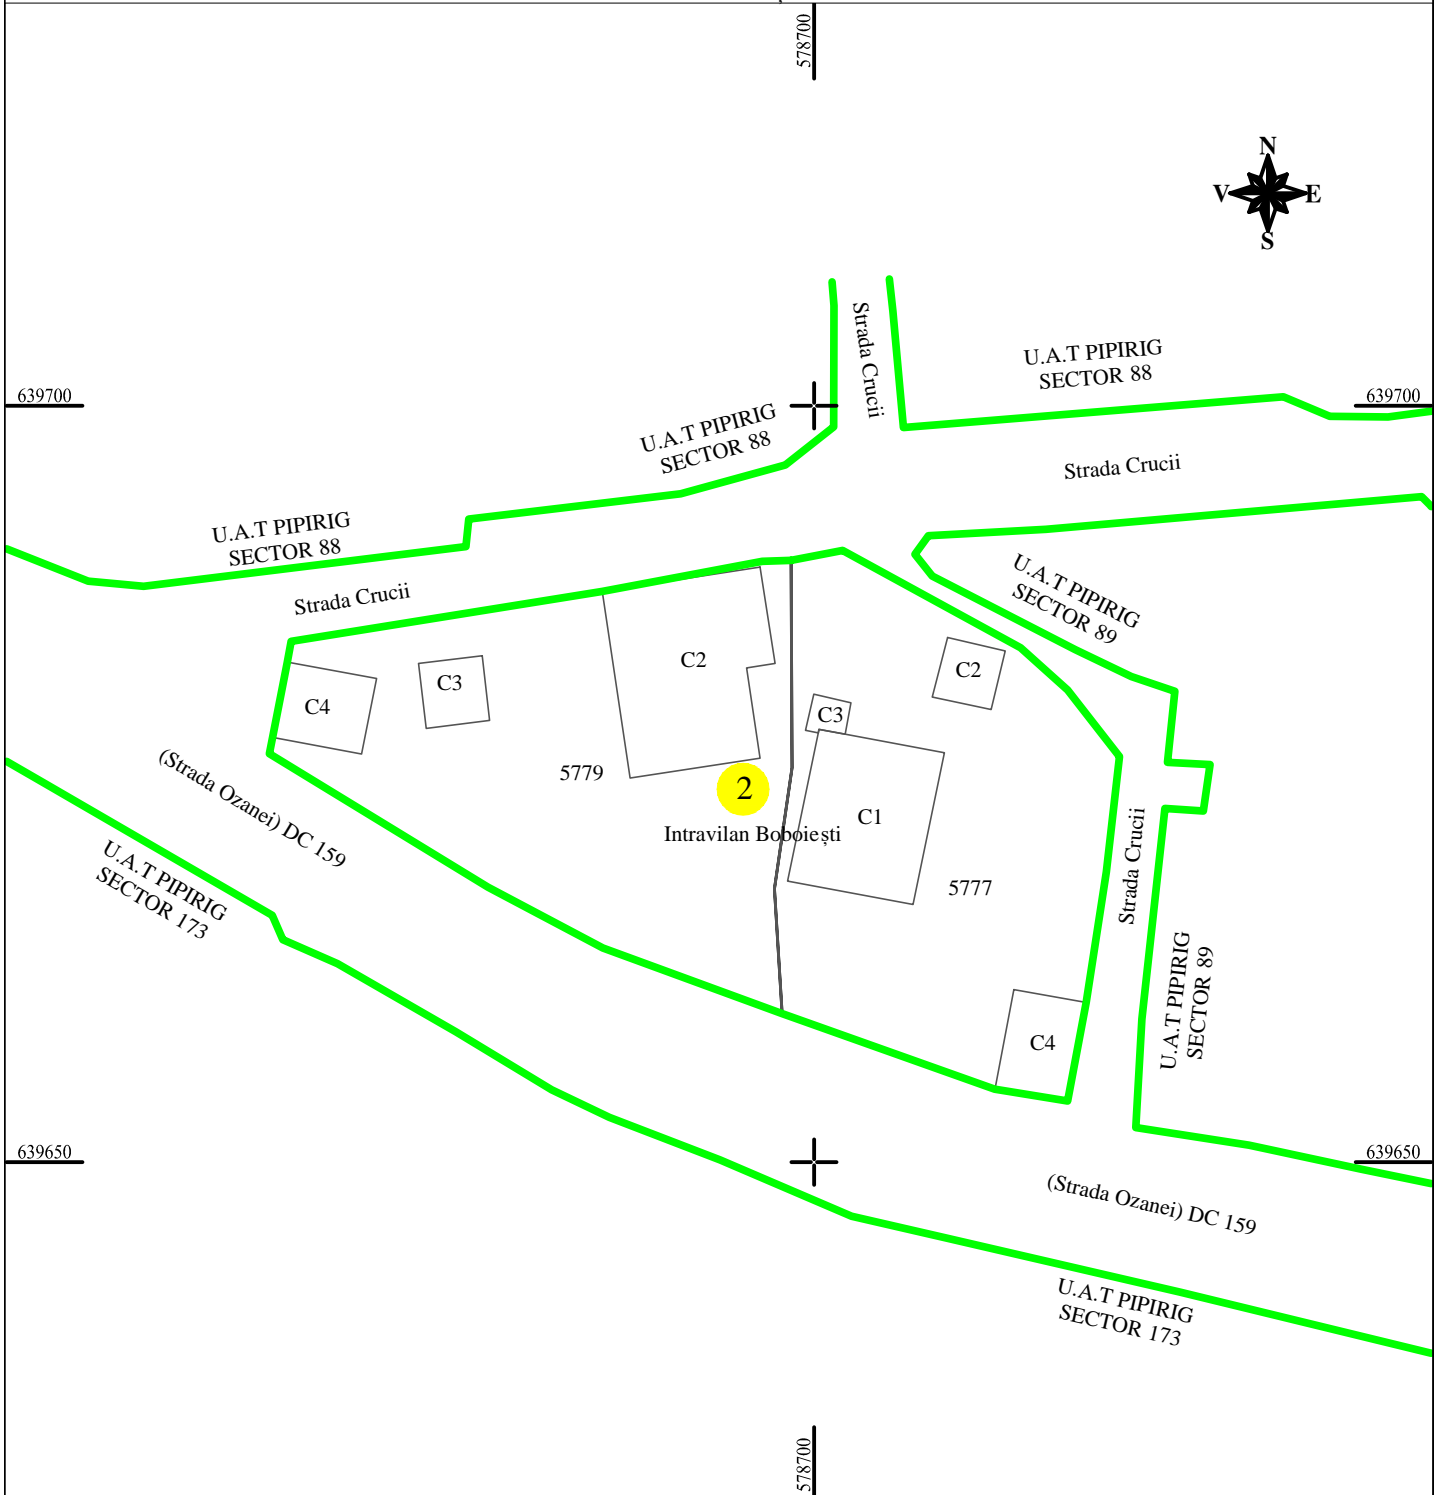 578700
N
V E
S
Strada Crucii
U.A.T PIPIRIG
SECTOR 88
639700
639700
U.A.T PIPIRIG
SECTOR 88
Strada Crucii
U.A.T PIPIRIG
SECTOR 88
U.A.T PIPIRIG
SECTOR 89
Strada Crucii
C2
C2
C3
C4
C3
(Strada Ozanei) DC 159
5779
2
C1
Intravilan Boboiești
Strada Crucii
U.A.T PIPIRIG
SECTOR 173
5777
U.A.T PIPIRIG
SECTOR 89
C4
639650
639650
(Strada Ozanei) DC 159
U.A.T PIPIRIG
SECTOR 173
578700